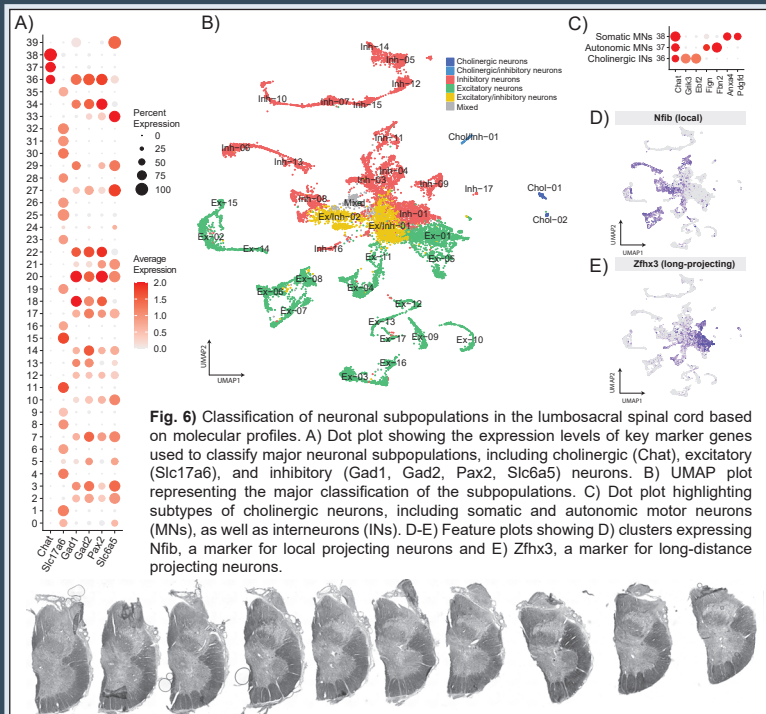 A)
39
38
37
36
35
34
33
32
31
30
29
28
27
26
25
24
23
22
21
20
19
18
17
16
15
14
13
12
11
10
9
8
7
6
5
4
3
2
1
0
Chat
Slc17a6
Gad1
Gad2
Pax2
Slc6a5
Percent
Expression
0
25
50
75
100
Average
Expression
2.0
1.5
1.0
0.5
0.0
B)
Cholinergic neurons
Cholinergic/inhibitory neurons
Inhibitory neurons
Excitatory neurons
Excitatory/inhibitory neurons
Mixed
Inh−14
Inh−05
Inh−12
Inh−10
Inh−07
Inh−15
Inh−11
Chol/Inh−01
Inh−13
Inh−04
Inh−03
Inh−09
Inh−17
Chol−01
Inh−08
Mixed
Ex−15
Ex/Inh−02
Inh−01
Chol−02
Ex/Inh−01
Ex−02
Ex−01
Ex−14
Inh−16
Ex−11
Ex−05
Ex−08
Ex−06
Ex−04
Ex−07
Ex−12
Ex−13
Ex−17
Ex−09
Ex−10
Ex−16
Ex−03
UMAP2
UMAP1
C)
Somatic MNs 38
Autonomic MNs 37
Cholinergic INs 36
Chat
Grik3
Ebf2
Fign
Fbn2
Anxa4
Pdgfd
D)
Nfib (local)
UMAP2
UMAP1
E)
Zfhx3 (long-projecting)
UMAP2
UMAP1
Fig. 6) Classification of neuronal subpopulations in the lumbosacral spinal cord based
on molecular profiles. A) Dot plot showing the expression levels of key marker genes
used to classify major neuronal subpopulations, including cholinergic (Chat), excitatory
(Slc17a6), and inhibitory (Gad1, Gad2, Pax2, Slc6a5) neurons. B) UMAP plot
representing the major classification of the subpopulations. C) Dot plot highlighting
subtypes of cholinergic neurons, including somatic and autonomic motor neurons
(MNs), as well as interneurons (INs). D-E) Feature plots showing D) clusters expressing
Nfib, a marker for local projecting neurons and E) Zfhx3, a marker for long-distance
projecting neurons.